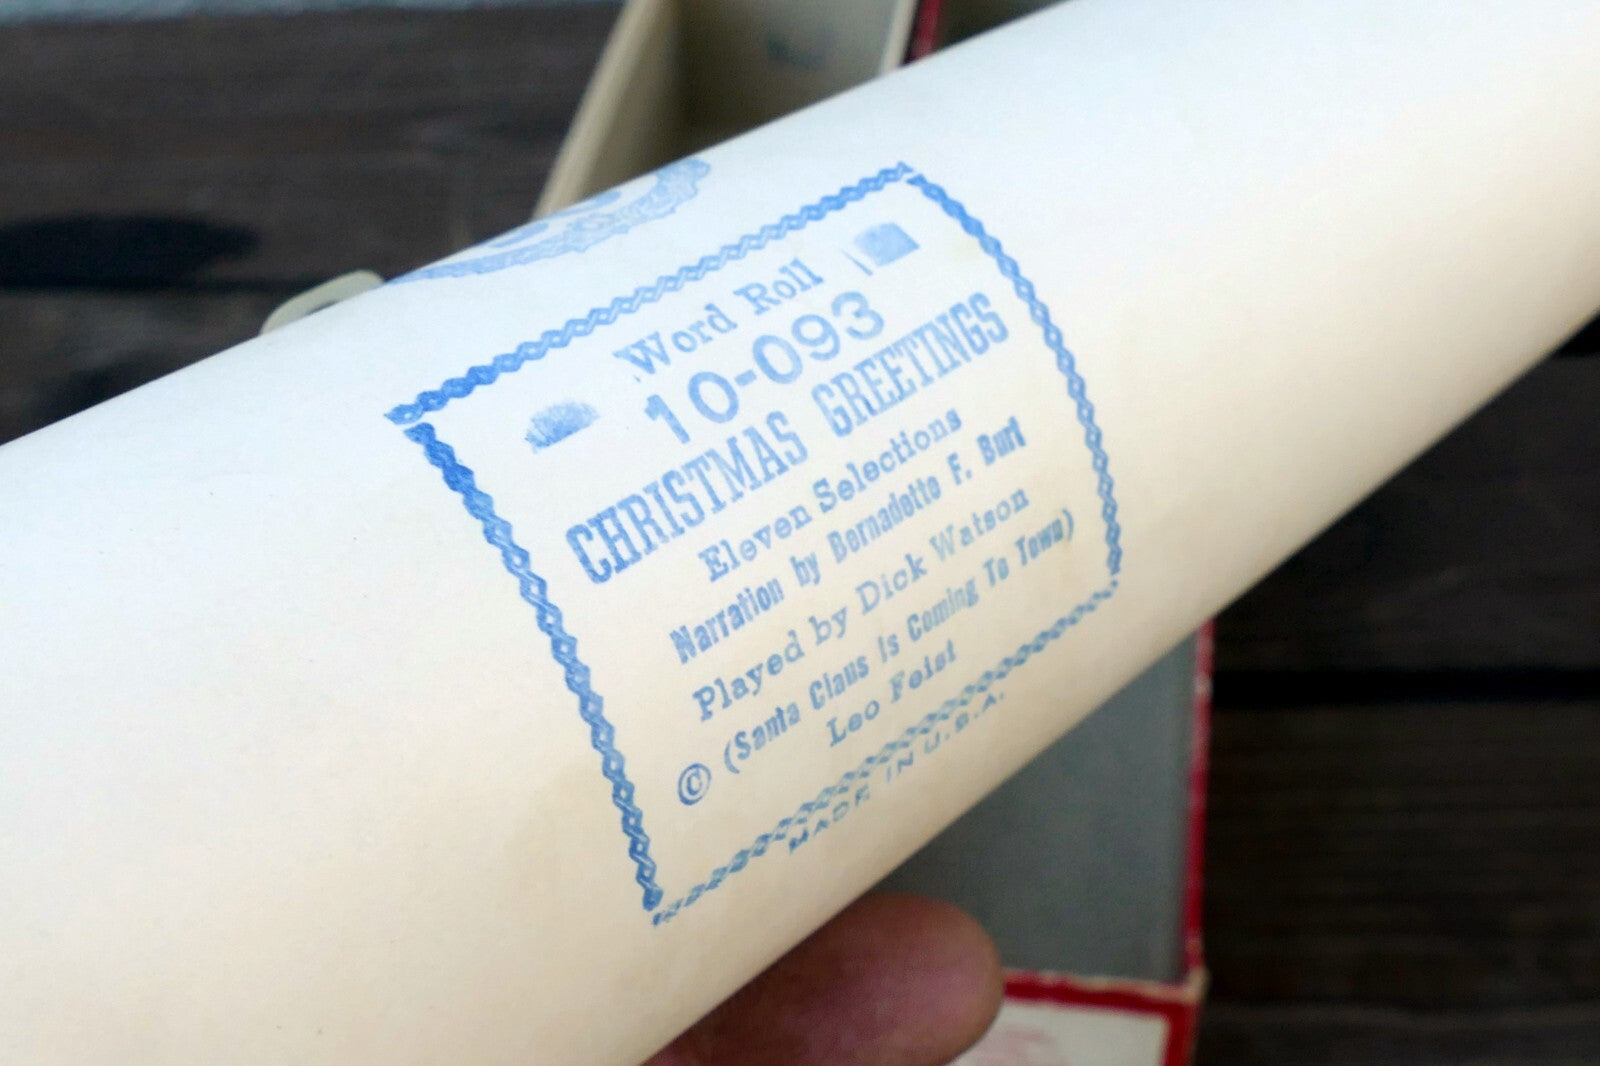 Word Roll
10-093
CHRISTMAS GREETINGS
Eleven Selections
Narration by Bernadette F. Burt
Played by Dick Watson
© (Santa Claus Is Coming To Town)
Leo Feist
MADE IN U.S.A.